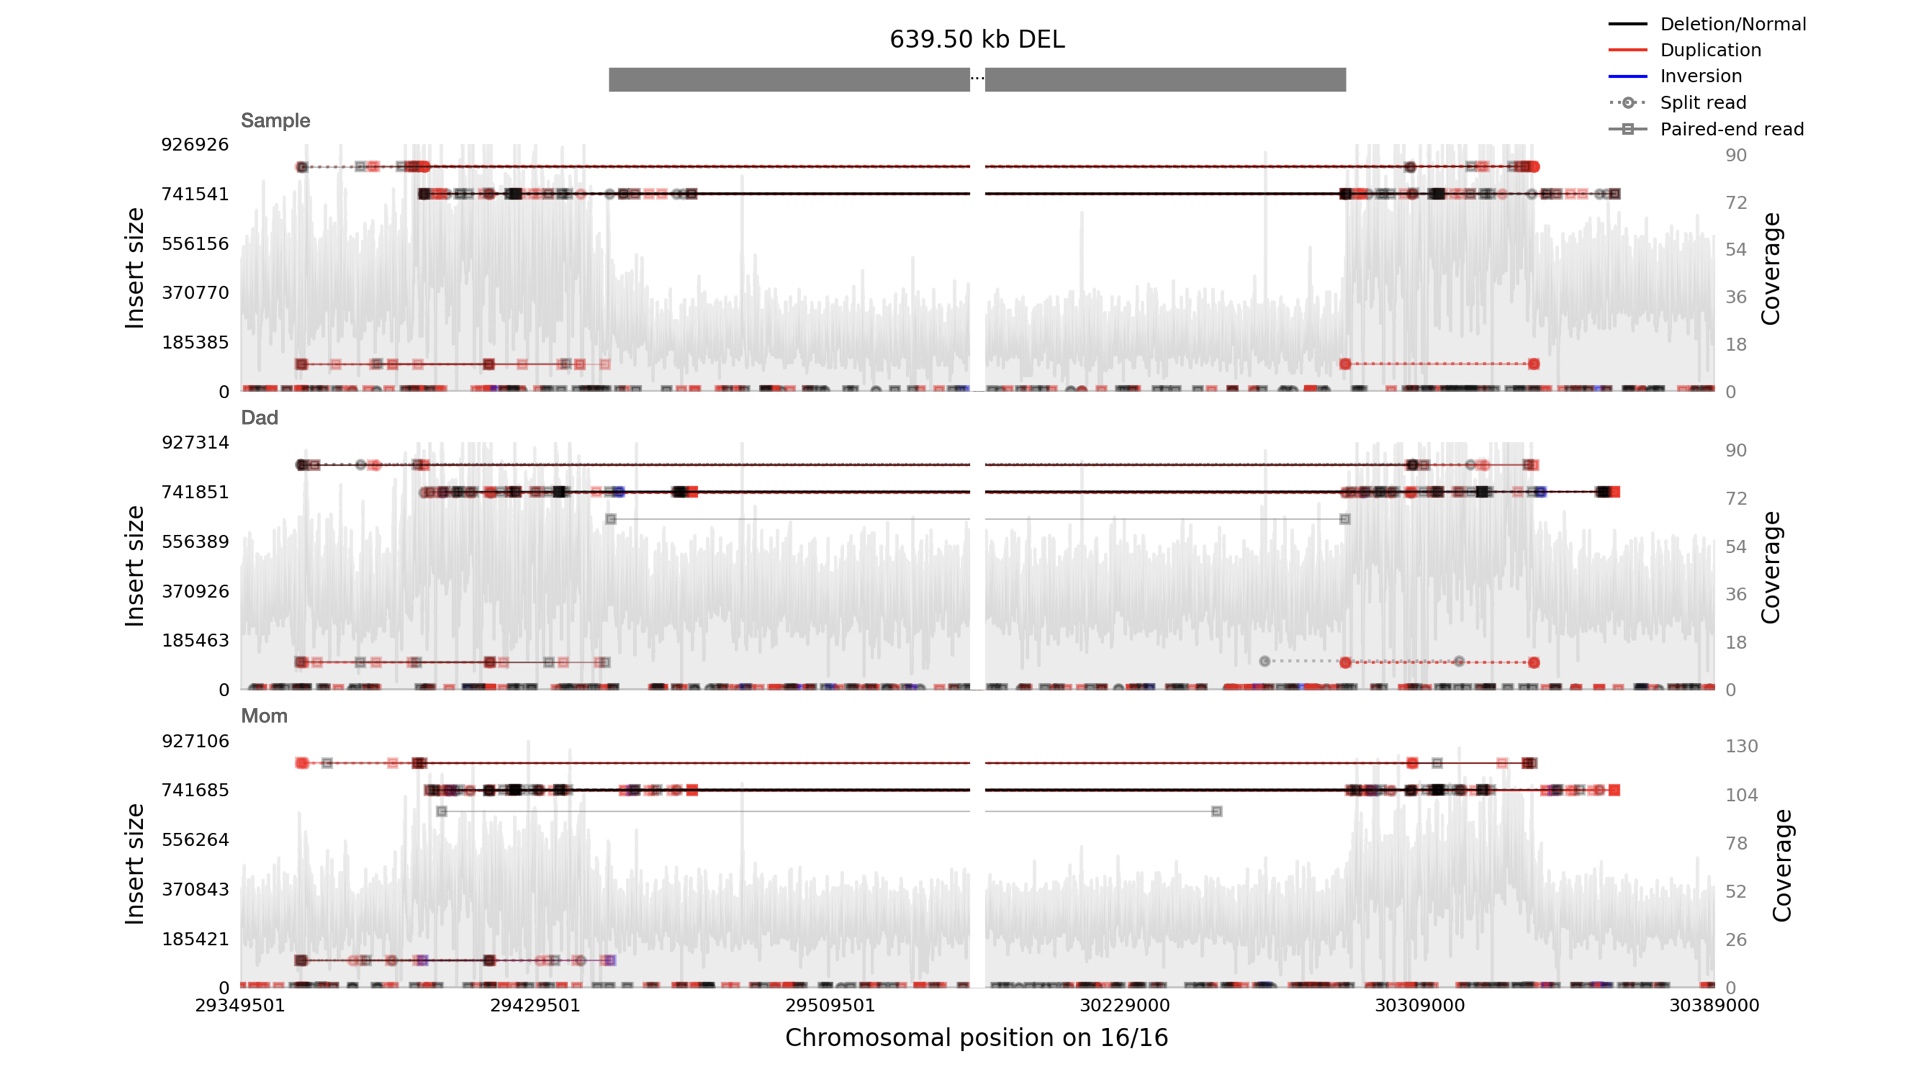 639.50 kb DEL
Deletion/Normal
Duplication
Inversion
Split read
Paired-end read
Sample
926926
741541
556156
370770
185385
0
Insert size
90
72
54
36
18
0
Coverage
Dad
927314
741851
556389
370926
185463
0
Insert size
90
72
54
36
18
0
Coverage
Mom
927106
741685
556264
370843
185421
0
Insert size
130
104
78
52
26
0
Coverage
29349501 29429501 29509501 30229000 30309000 30389000
Chromosomal position on 16/16